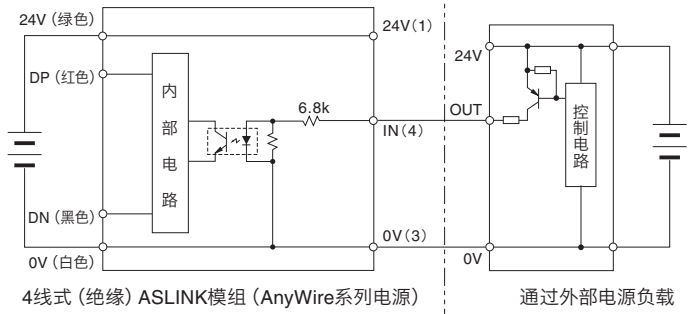 24V (绿色)
24V(1)
DP (红色)
内部电路
6.8k
IN(4)
DN (黑色)
0V (白色)
0V(3)
24V
OUT
控制电路
0V
4线式 (绝缘) ASLINK模组 (AnyWire系列电源)
通过外部电源负载